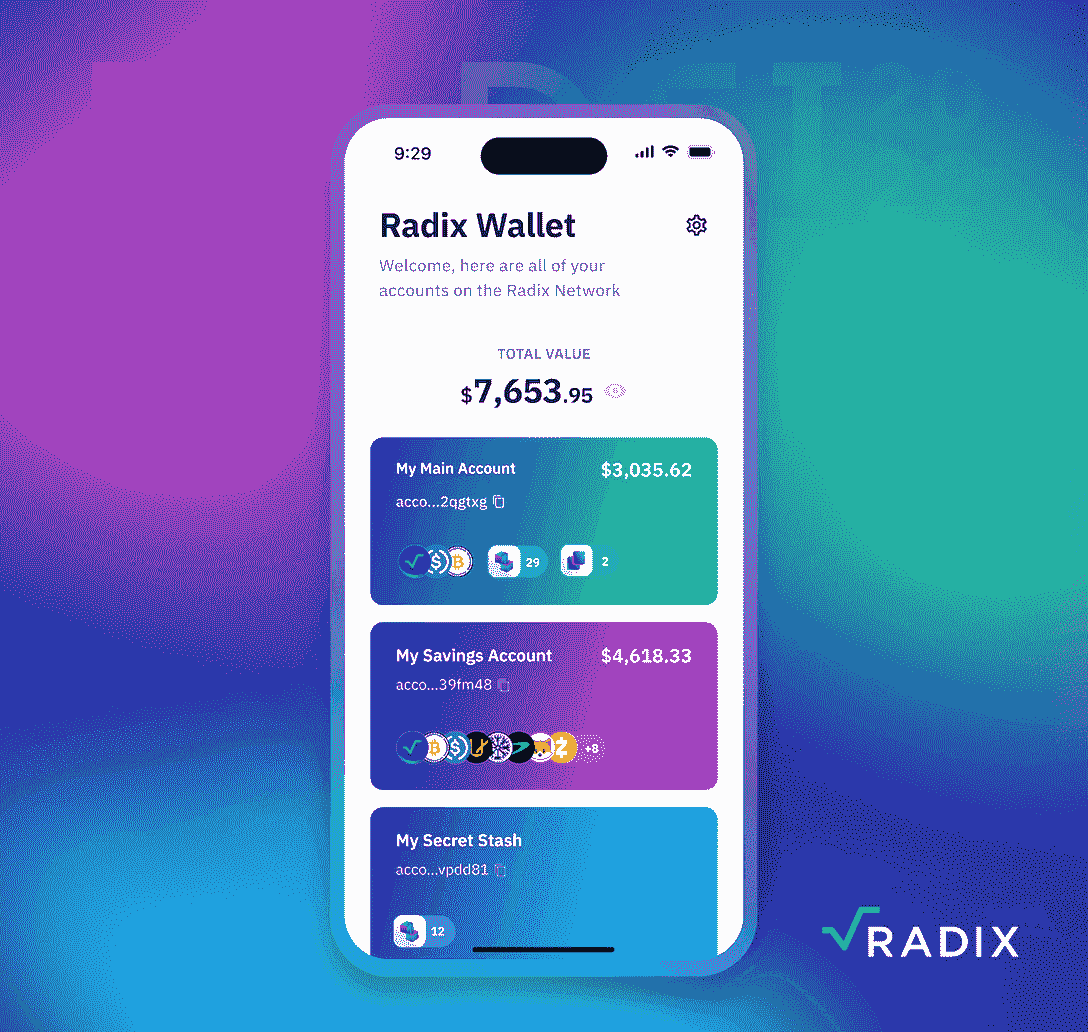 9:29
Radix Wallet
Welcome, here are all of your
accounts on the Radix Network
TOTAL VALUE
$7,653.95
My Main Account
$3,035.62
acco...2qgtxg
29
2
My Savings Account
$4,618.33
acco...39fm48
+8
My Secret Stash
acco...vpdd81
12
RADIX